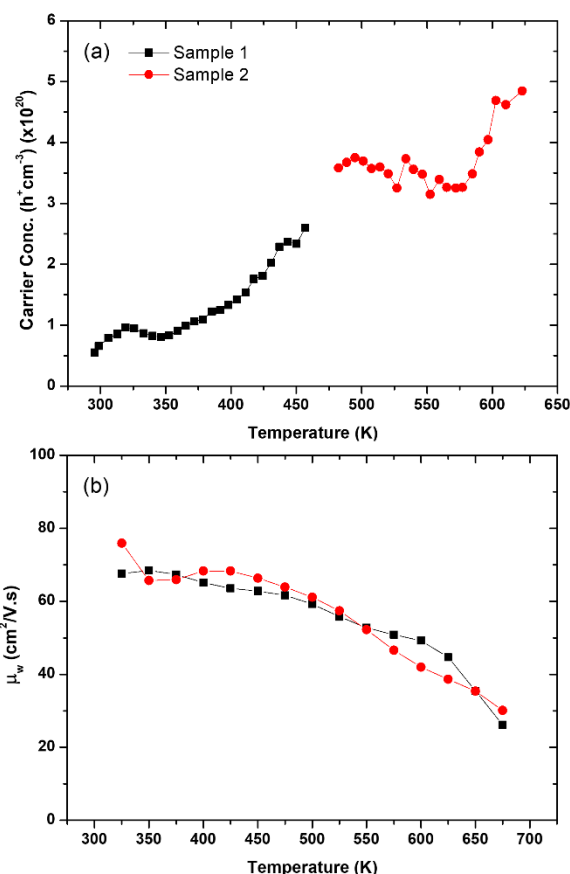 (a)
Sample 1
Sample 2
Carrier Conc. (h⁺cm⁻³) (x10²⁰)
6
5
4
3
2
1
0
300 350 400 450 500 550 600 650
Temperature (K)
(b)
μw (cm²/V.s)
100
80
60
40
20
0
300 350 400 450 500 550 600 650 700
Temperature (K)